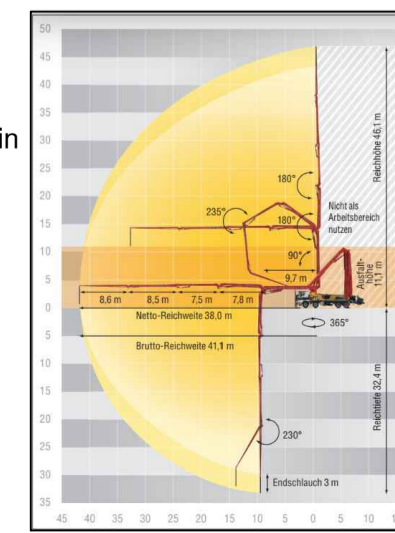 in
50
45
40
35
30
25
20
15
10
5
0
5
10
15
20
25
30
35
Reichhöhe 46,1 m
180°
Nicht als
Arbeitsbereich
nutzen
235°
180°
90°
9,7 m
Ausfalt-
höhe
11,1 m
8,6 m 8,5 m 7,5 m 7,8 m
Netto-Reichweite 38,0 m
365°
Brutto-Reichweite 41,1 m
Reichtiefe 32,4 m
230°
Endschlauch 3 m
45 40 35 30 25 20 15 10 5 0 5 10